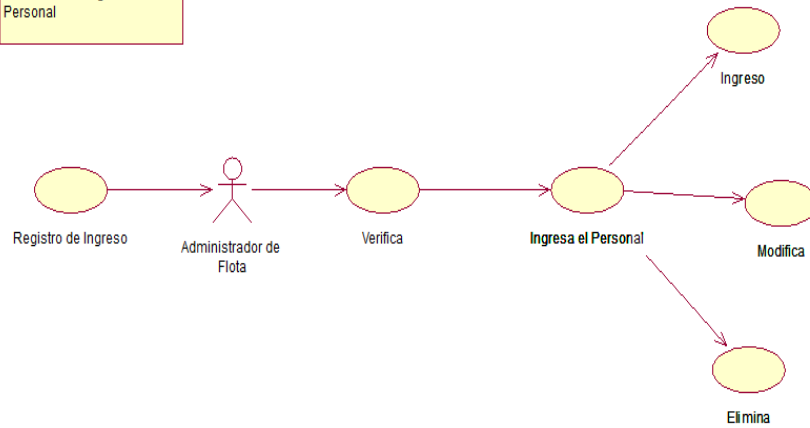 Personal
Ingreso
Registro de Ingreso
Administrador de
Flota
Verifica
Ingresa el Personal
Modifica
Elimina